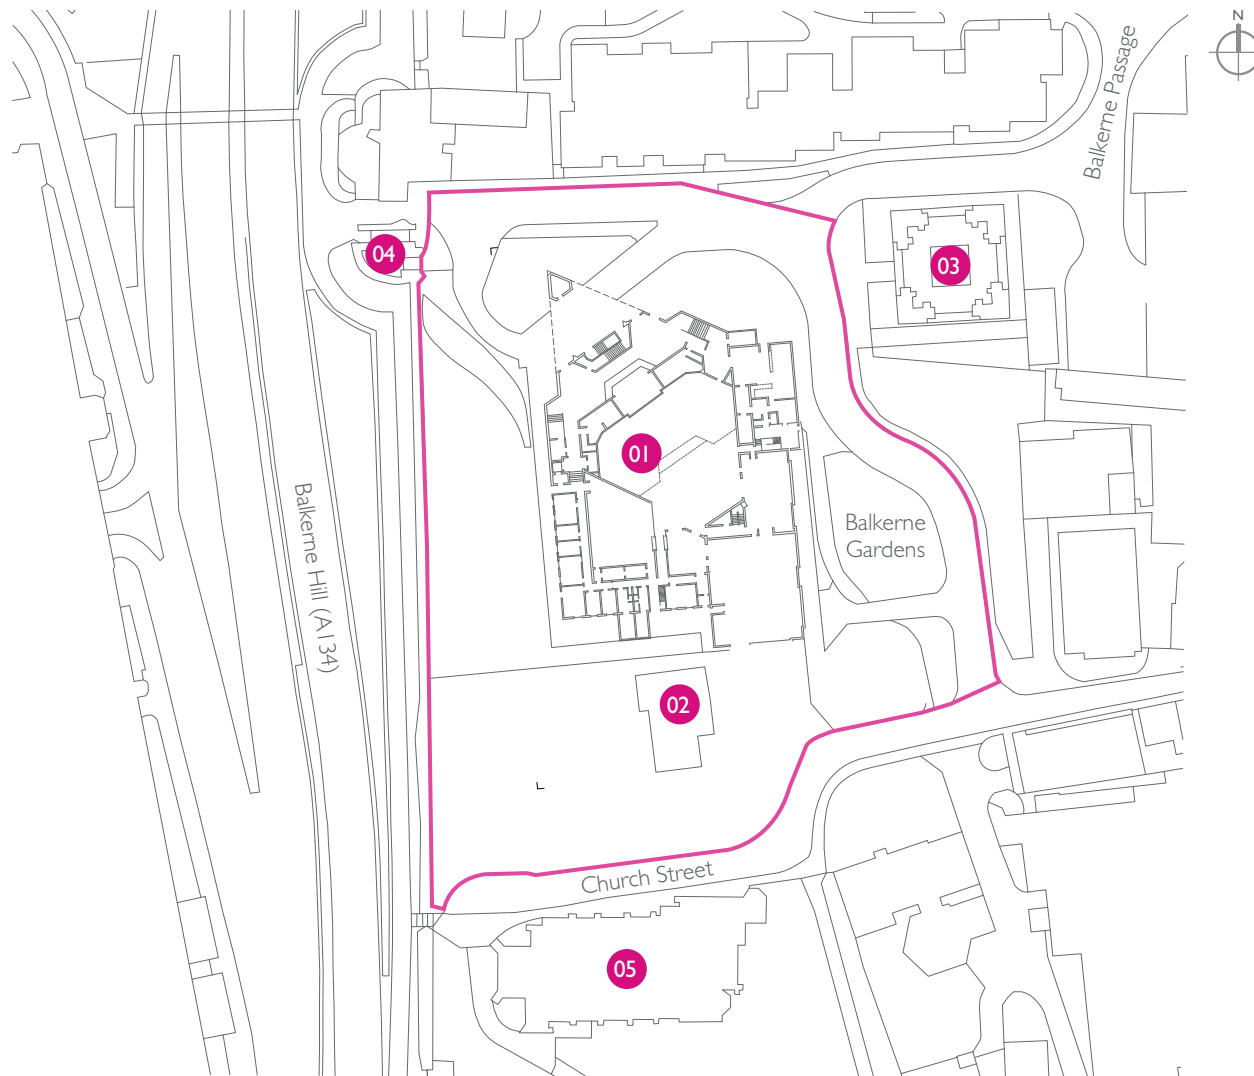 N
Balkerne Passage
04
03
01
Balkerne Hill (A134)
Balkerne
Gardens
02
Church Street
05